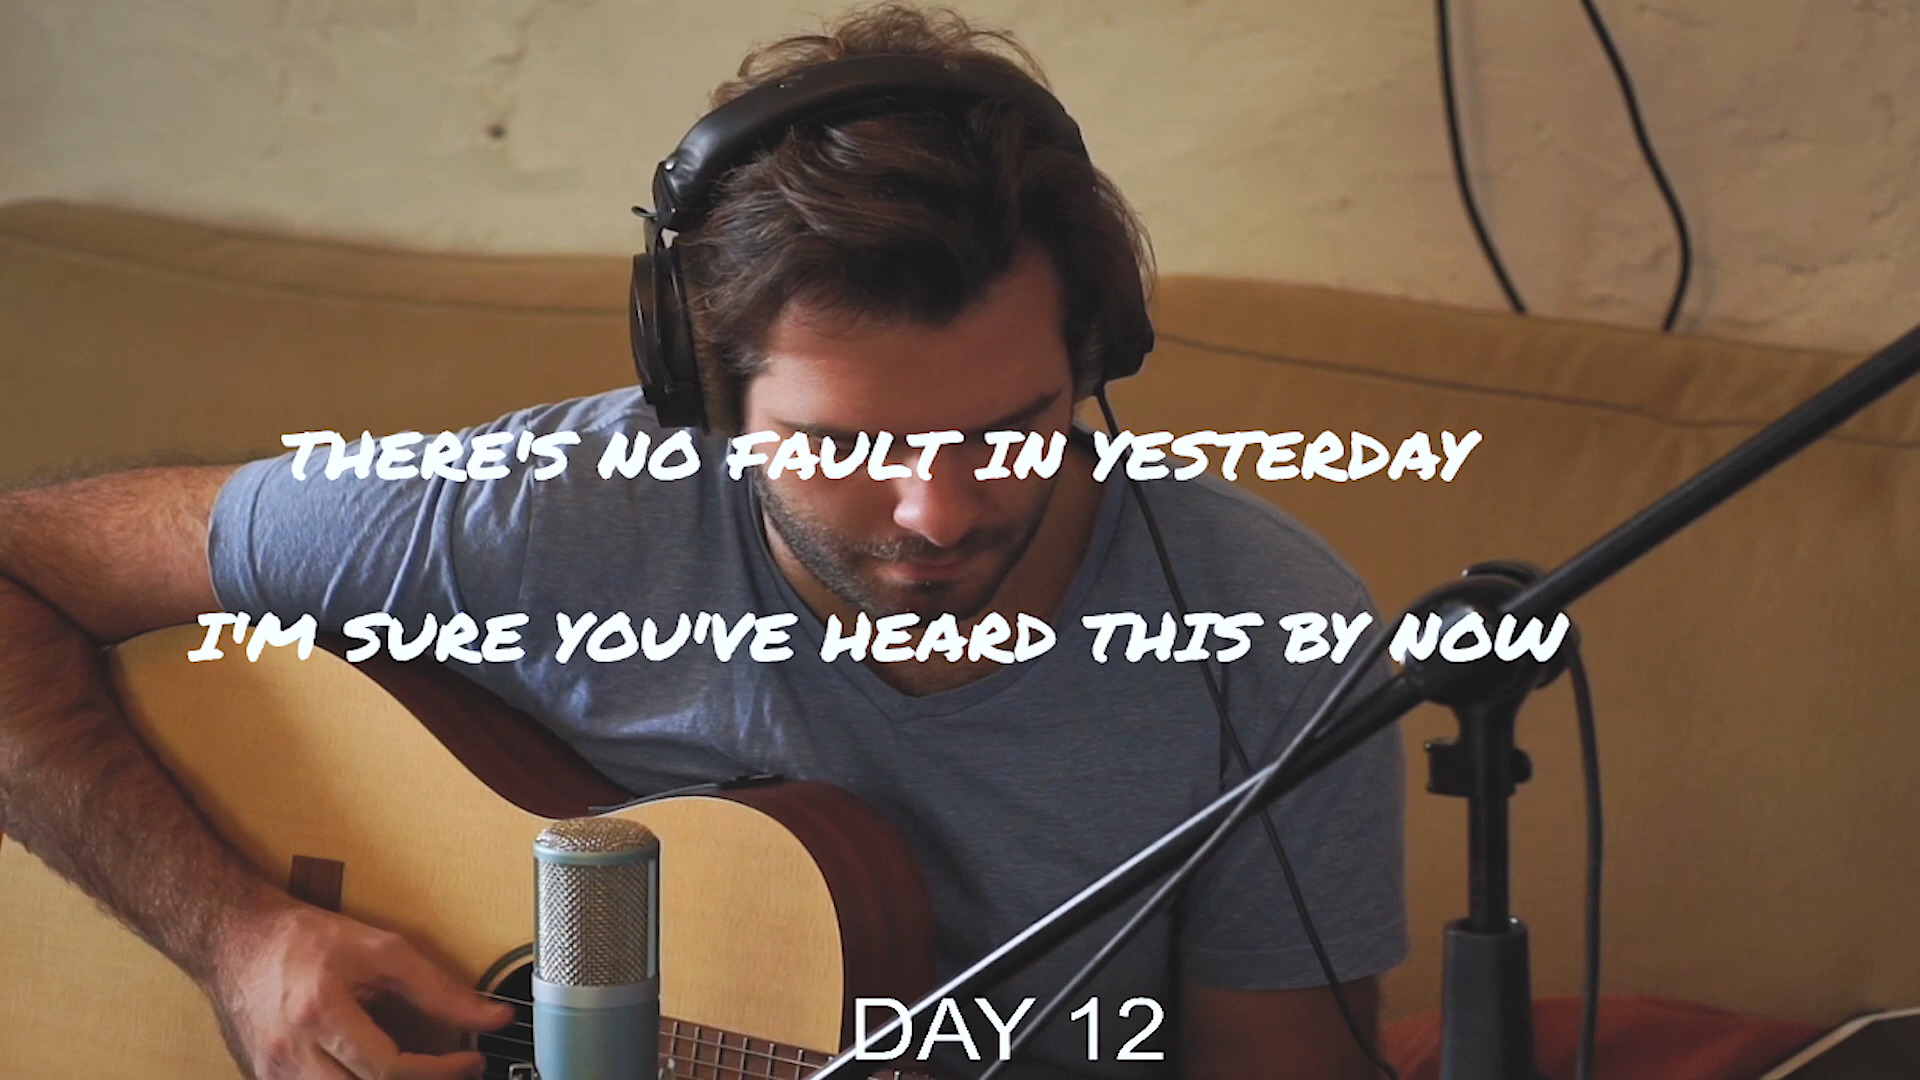 THERE'S NO FAULT IN YESTERDAY
I'M SURE YOU'VE HEARD THIS BY NOW
DAY 12